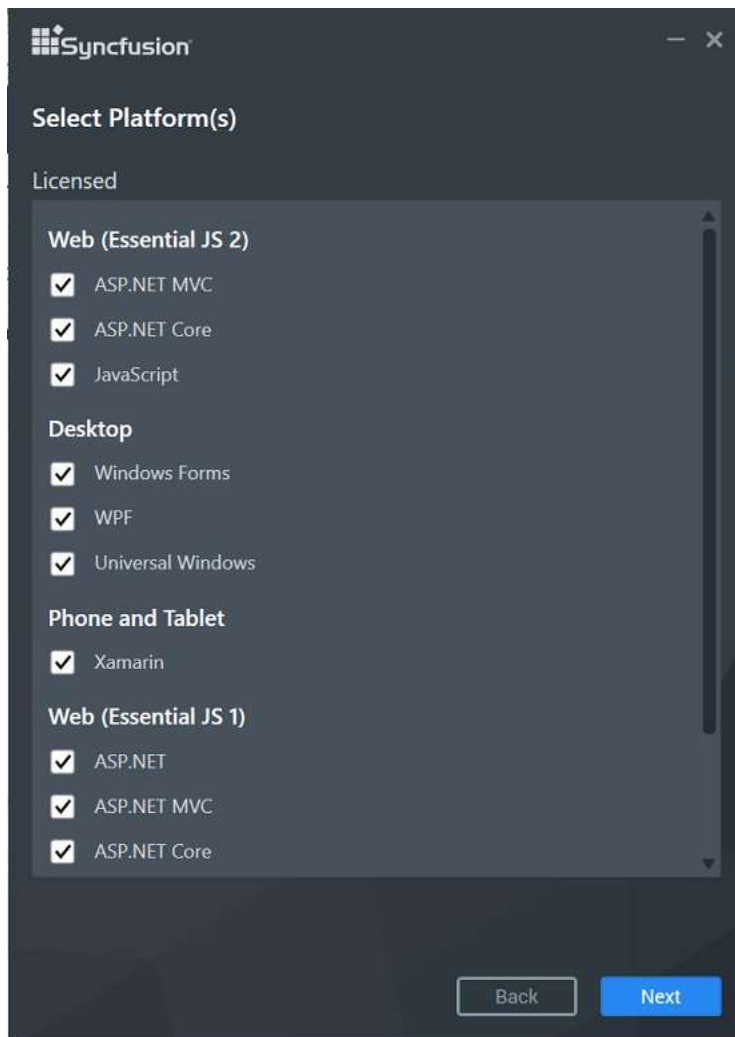 Syncfusion
Select Platform(s)
Licensed
Web (Essential JS 2)
ASP.NET MVC
ASP.NET Core
JavaScript
Desktop
Windows Forms
WPF
Universal Windows
Phone and Tablet
Xamarin
Web (Essential JS 1)
ASP.NET
ASP.NET MVC
ASP.NET Core
Back Next